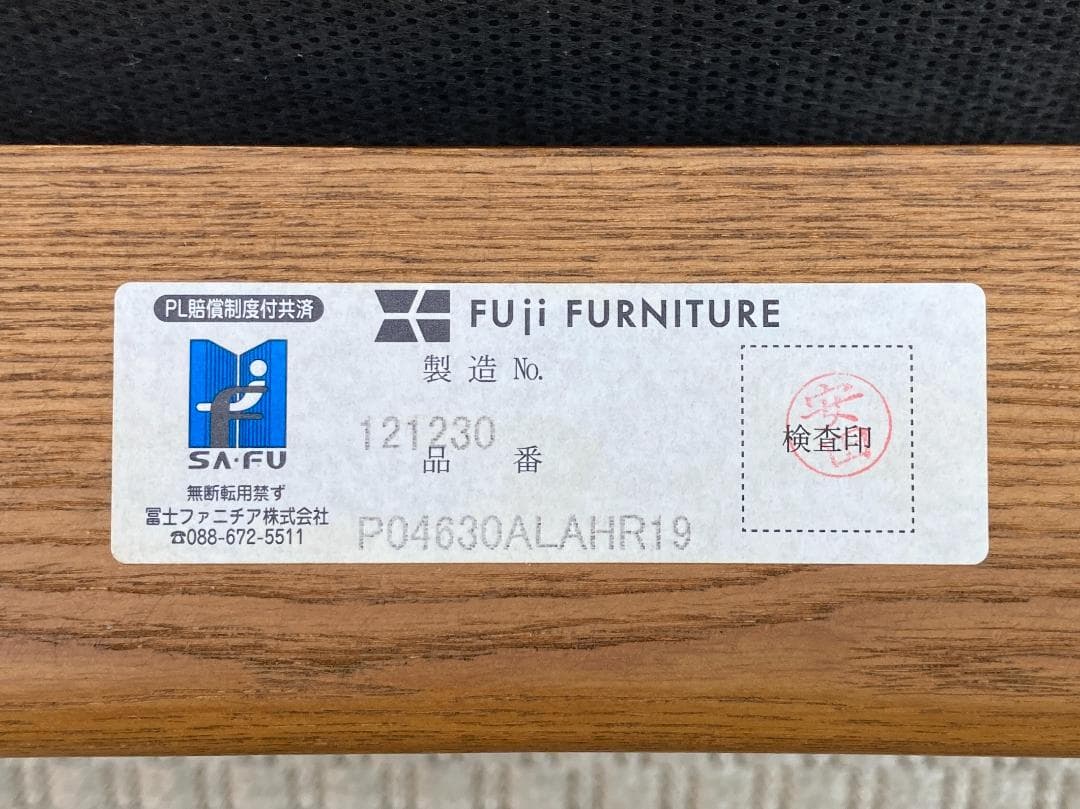 PL賠償制度付共済
FUji FURNITURE
製造 No.
121230
品番
P04630ALAHR19
SA・FU
無断転用禁ず
冨士ファニチア株式会社
☎088-672-5511
検査印
安田